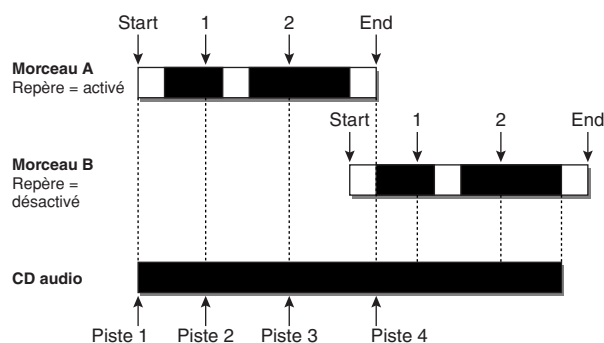 Start 1 2 End
Morceau A
Repère = activé
Start 1 2 End
Morceau B
Repère =
désactivé
CD audio
Piste 1 Piste 2 Piste 3 Piste 4